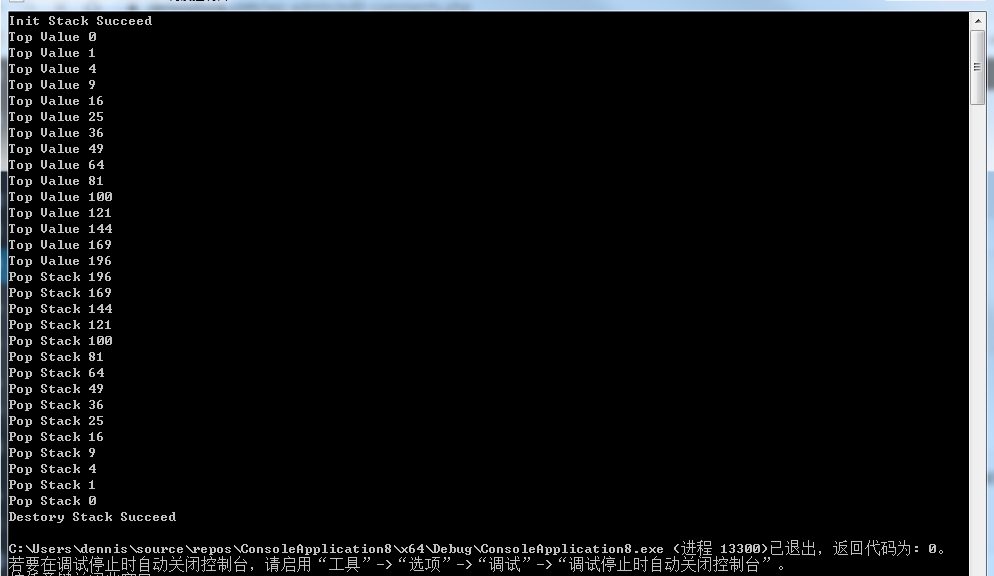 Init Stack Succeed
Top Value 0
Top Value 1
Top Value 4
Top Value 9
Top Value 16
Top Value 25
Top Value 36
Top Value 49
Top Value 64
Top Value 81
Top Value 100
Top Value 121
Top Value 144
Top Value 169
Top Value 196
Pop Stack 196
Pop Stack 169
Pop Stack 144
Pop Stack 121
Pop Stack 100
Pop Stack 81
Pop Stack 64
Pop Stack 49
Pop Stack 36
Pop Stack 25
Pop Stack 16
Pop Stack 9
Pop Stack 4
Pop Stack 1
Pop Stack 0
Destory Stack Succeed
C:\Users\dennis\source\repos\ConsoleApplication8\x64\Debug\ConsoleApplication8.exe (进程 13300)已退出，返回代码为: 0。
若要在调试停止时自动关闭控制台，请启用“工具”->“选项”->“调试”->“调试停止时自动关闭控制台”。